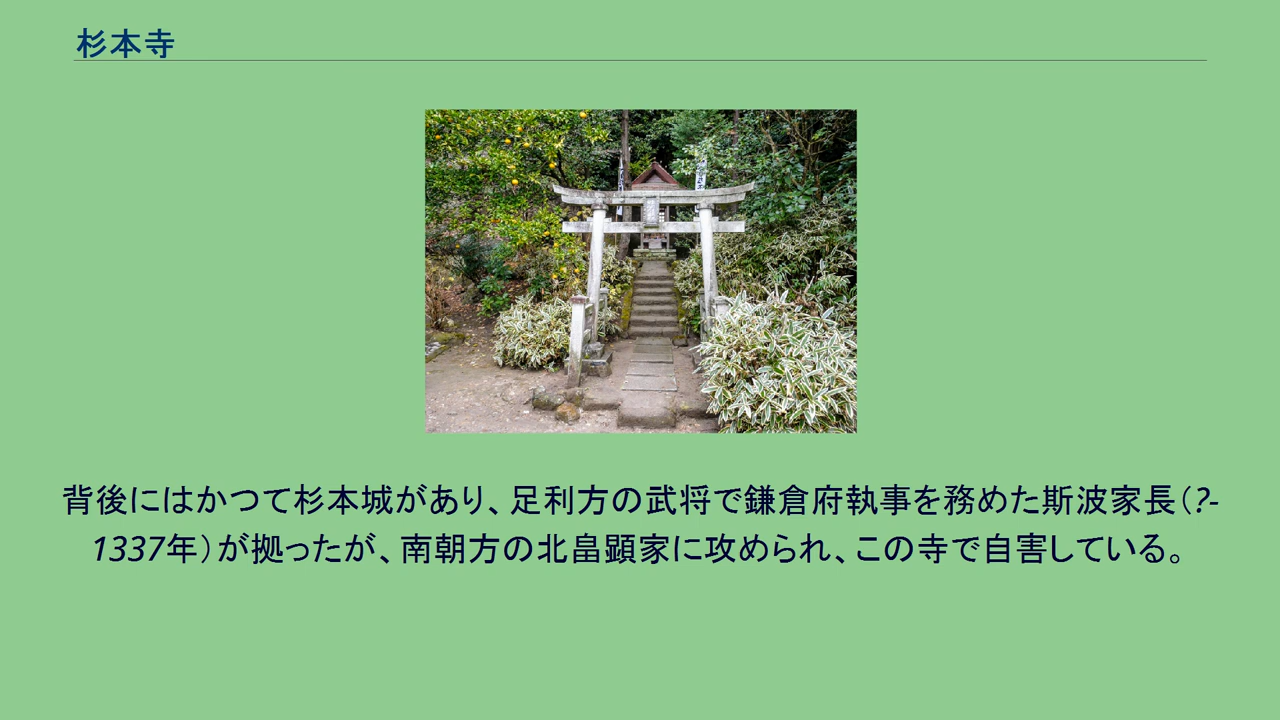 杉本寺
背後にはかつて杉本城があり、足利方の武将で鎌倉府執事を務めた斯波家長（?-
1337年）が拠ったが、南朝方の北畠顕家に攻められ、この寺で自害している。